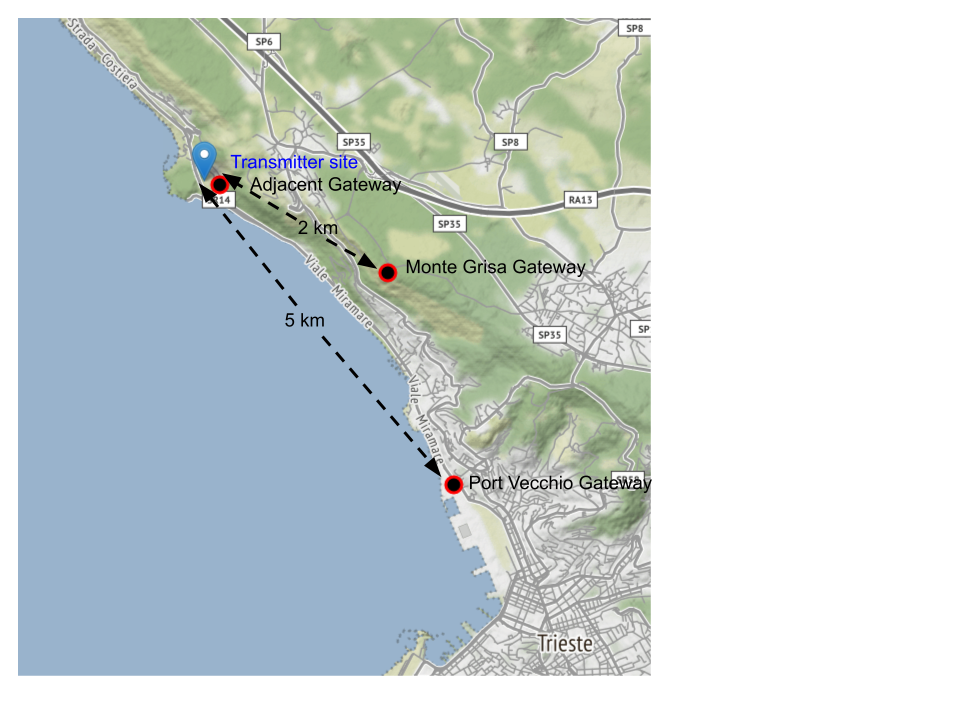 SP8
Strada Costiera
SP6
SP35
SP8
Transmitter site
Adjacent Gateway
RA13
SP35
2 km
Monte Grisa Gateway
Viale Miramare
5 km
SP35
Viale Miramare
Port Vecchio Gateway
Trieste